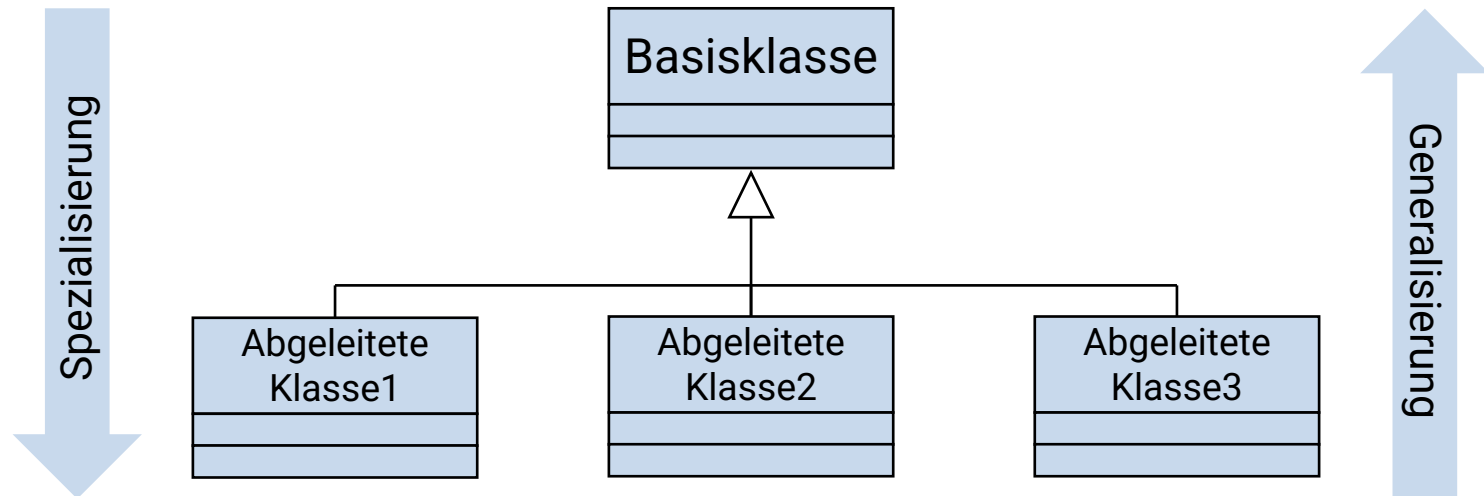 Spezialisierung
Basisklasse
Generalisierung
Abgeleitete
Klasse1
Abgeleitete
Klasse2
Abgeleitete
Klasse3